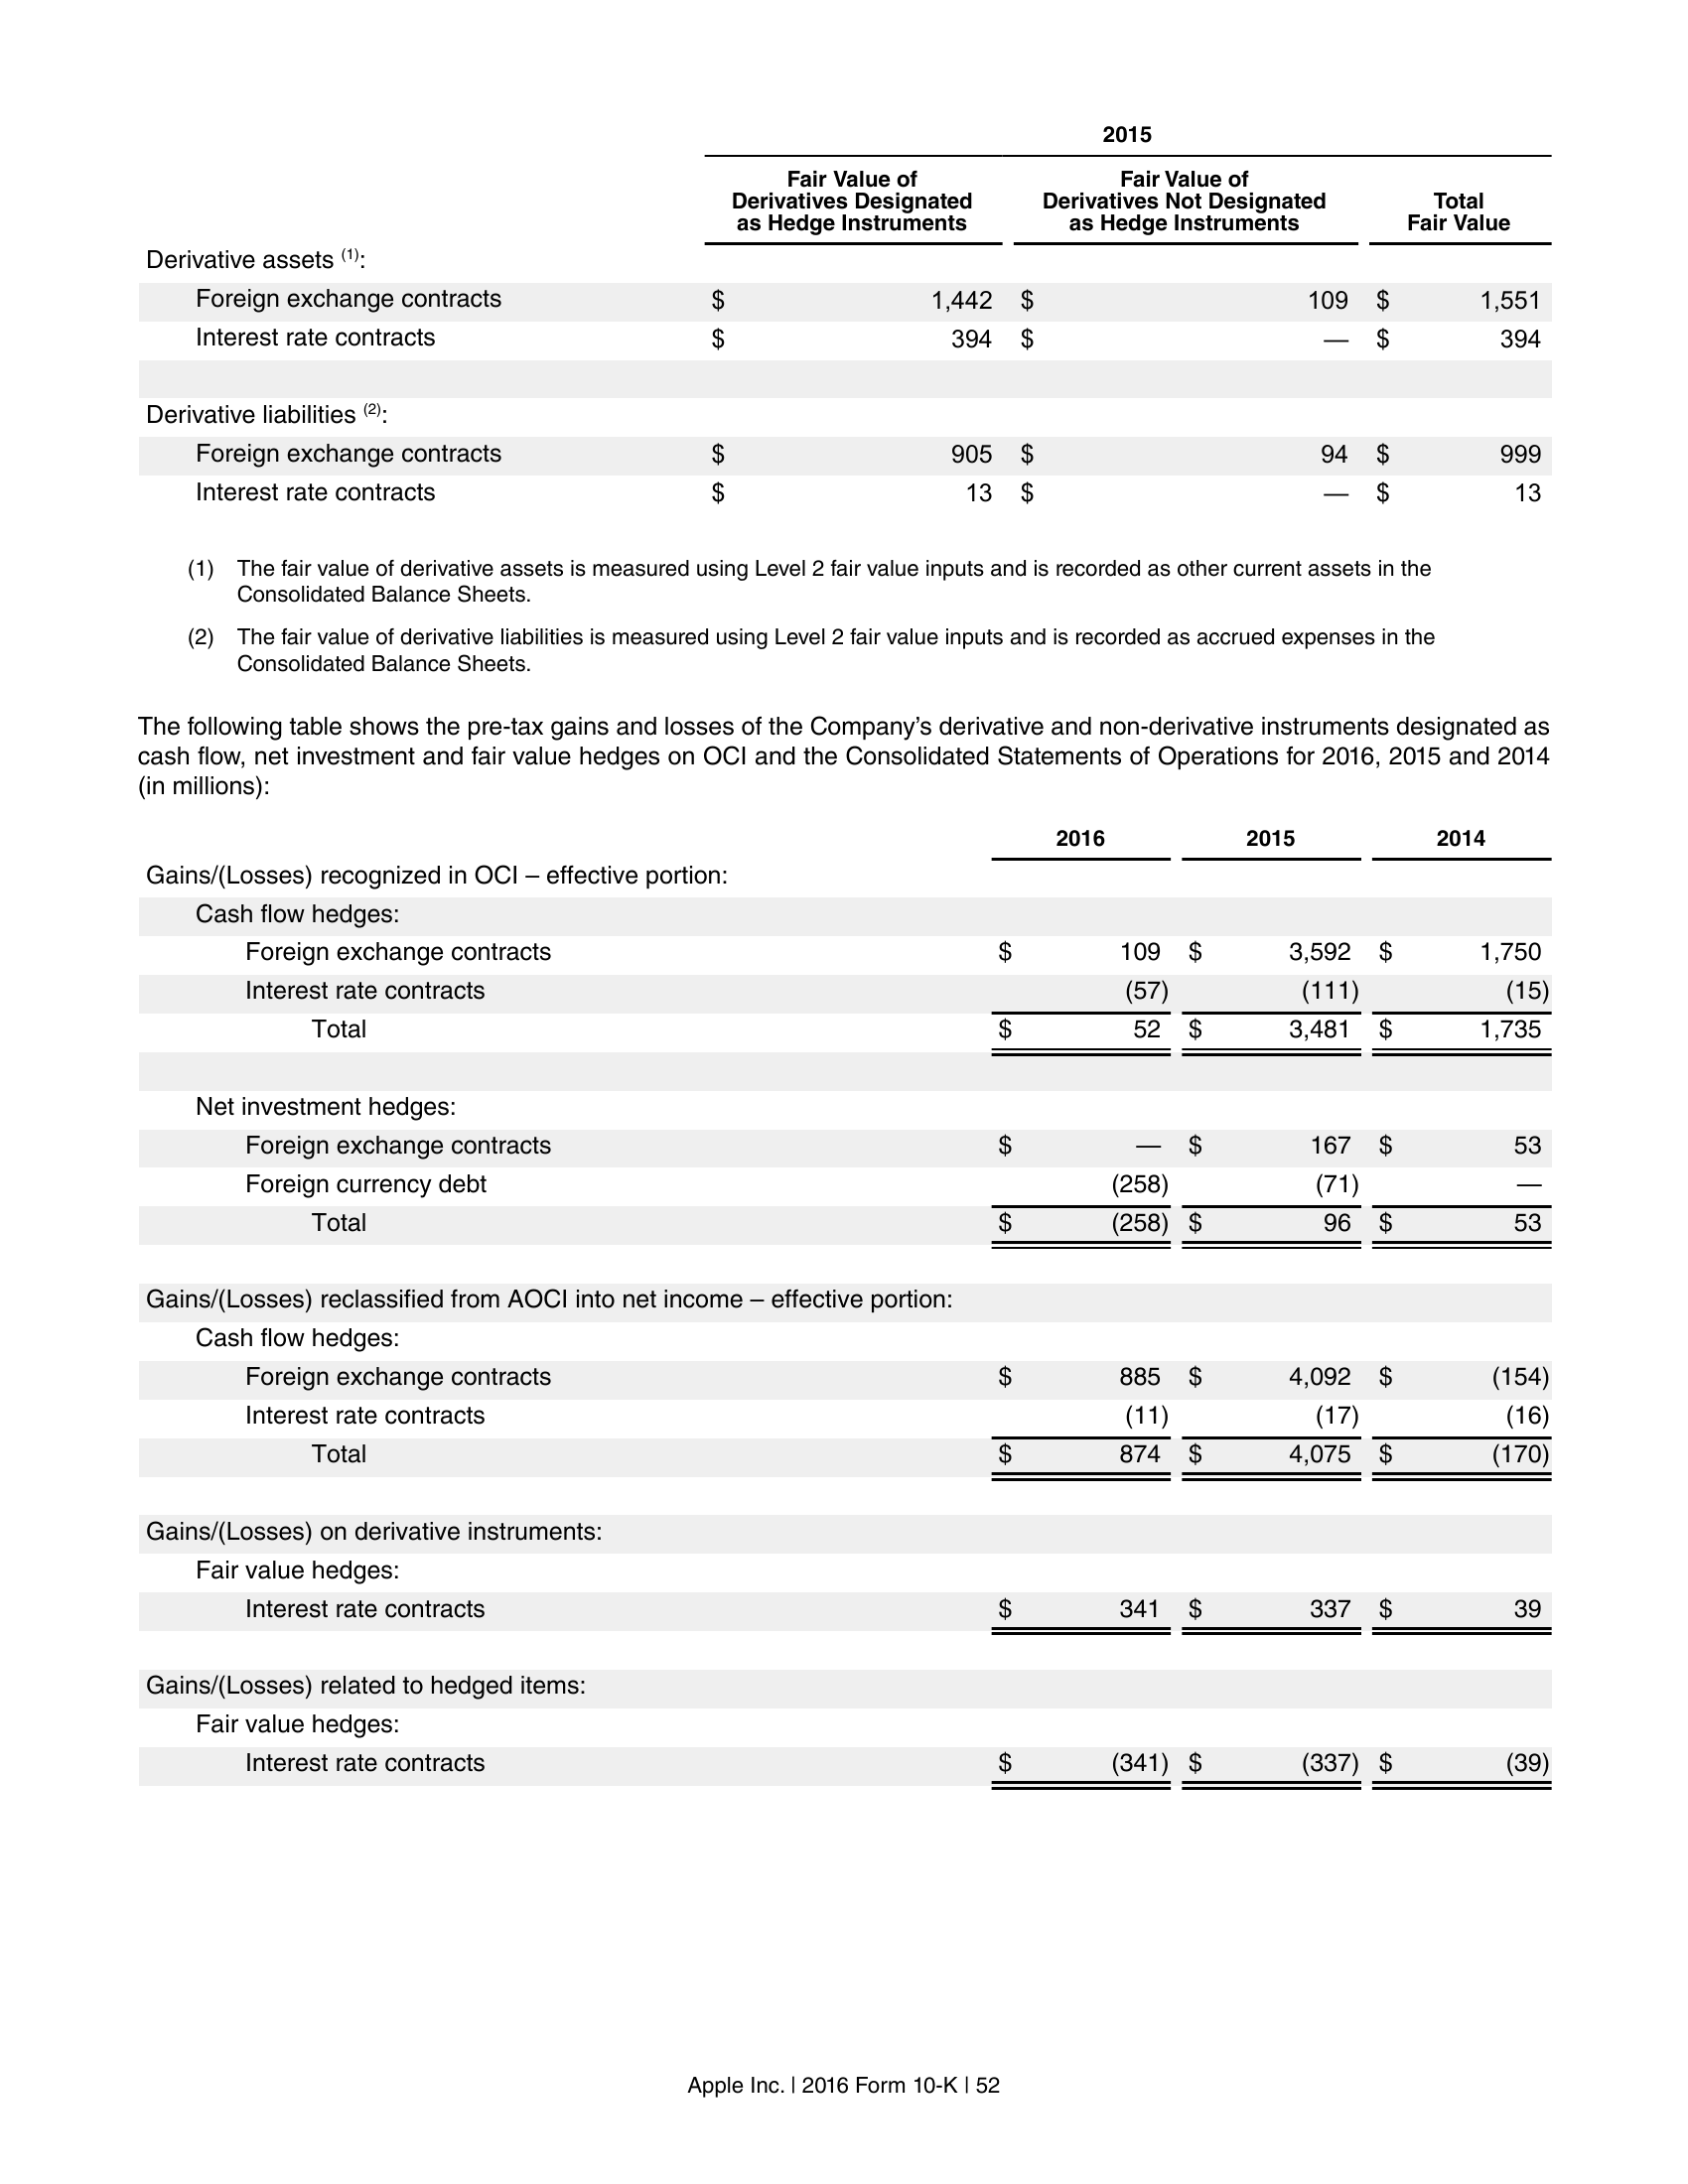 2015
Fair Value of Derivatives Designated as Hedge Instruments Fair Value of Derivatives Not Designated as Hedge Instruments Total Fair Value
Derivative assets (1):
Foreign exchange contracts $ 1,442 $ 109 $ 1,551
Interest rate contracts $ 394 $ — $ 394
Derivative liabilities (2):
Foreign exchange contracts $ 905 $ 94 $ 999
Interest rate contracts $ 13 $ — $ 13
(1) The fair value of derivative assets is measured using Level 2 fair value inputs and is recorded as other current assets in the
Consolidated Balance Sheets.
(2) The fair value of derivative liabilities is measured using Level 2 fair value inputs and is recorded as accrued expenses in the
Consolidated Balance Sheets.
The following table shows the pre-tax gains and losses of the Company’s derivative and non-derivative instruments designated as
cash flow, net investment and fair value hedges on OCI and the Consolidated Statements of Operations for 2016, 2015 and 2014
(in millions):
2016 2015 2014
Gains/(Losses) recognized in OCI – effective portion:
Cash flow hedges:
Foreign exchange contracts $ 109 $ 3,592 $ 1,750
Interest rate contracts (57) (111) (15)
Total $ 52 $ 3,481 $ 1,735
Net investment hedges:
Foreign exchange contracts $ — $ 167 $ 53
Foreign currency debt (258) (71) —
Total $ (258) $ 96 $ 53
Gains/(Losses) reclassified from AOCI into net income – effective portion:
Cash flow hedges:
Foreign exchange contracts $ 885 $ 4,092 $ (154)
Interest rate contracts (11) (17) (16)
Total $ 874 $ 4,075 $ (170)
Gains/(Losses) on derivative instruments:
Fair value hedges:
Interest rate contracts $ 341 $ 337 $ 39
Gains/(Losses) related to hedged items:
Fair value hedges:
Interest rate contracts $ (341) $ (337) $ (39)
Apple Inc. | 2016 Form 10-K | 52